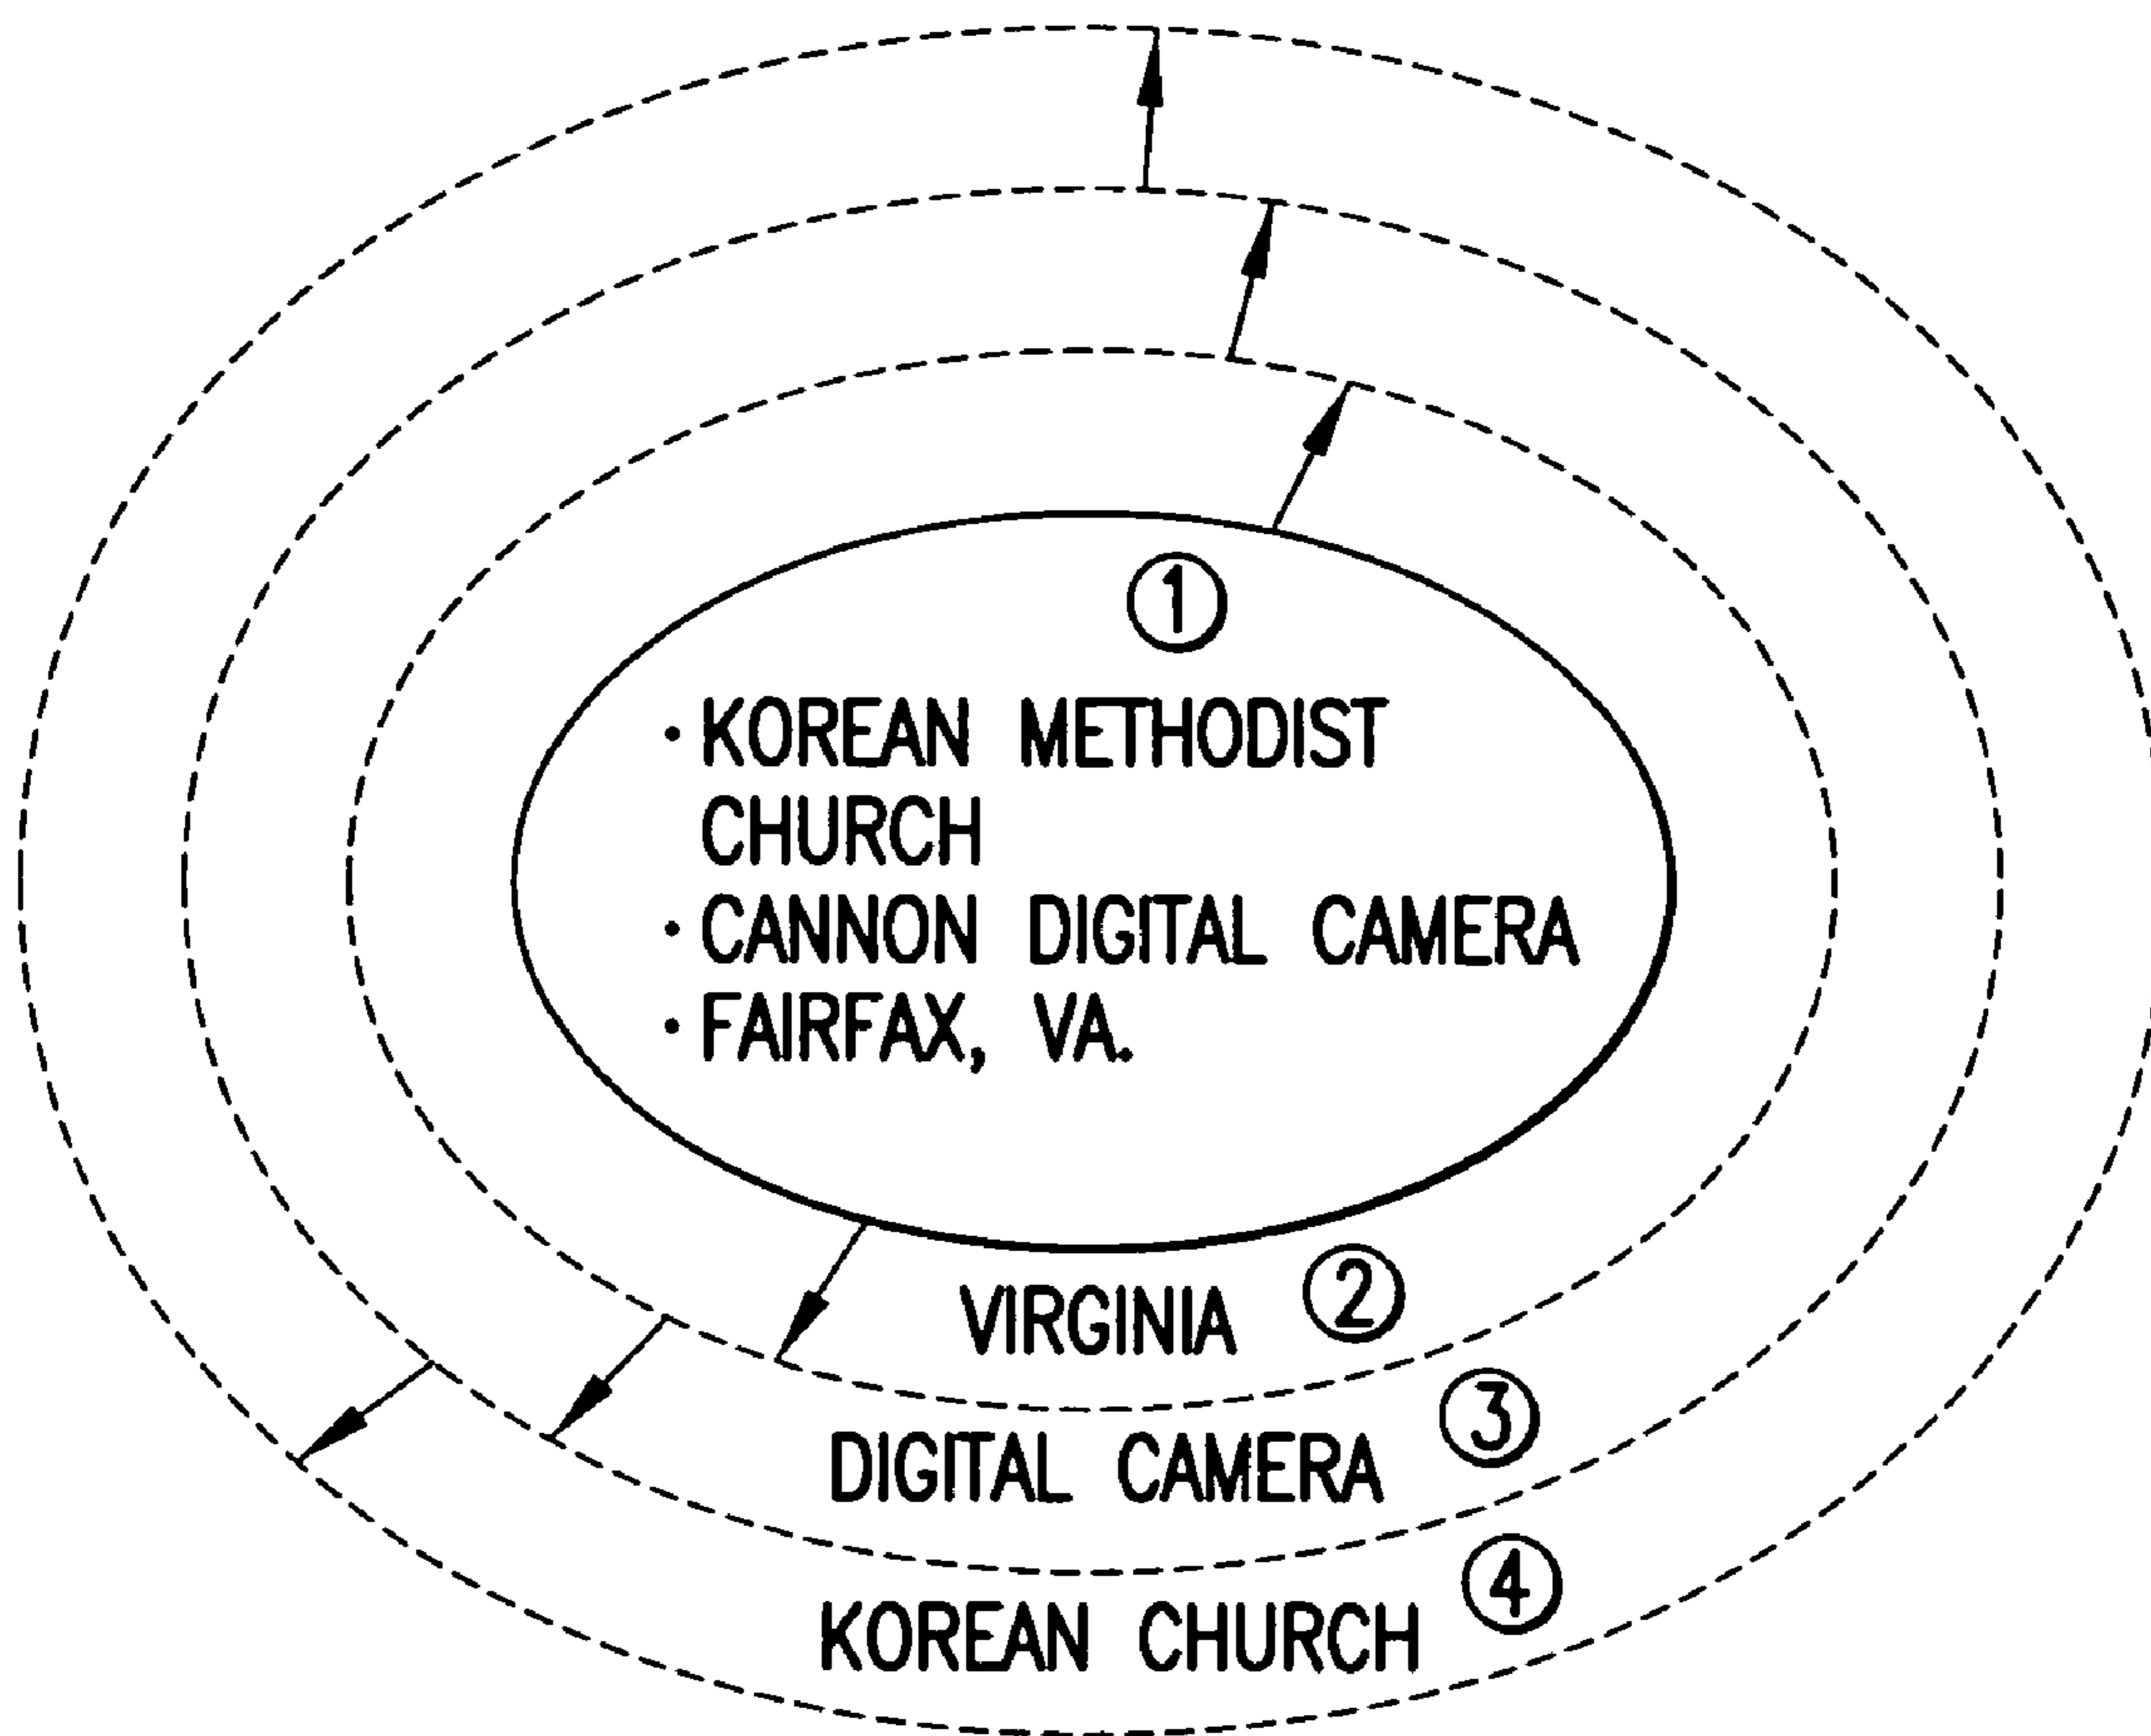 ①
• KOREAN METHODIST
CHURCH
• CANNON DIGITAL CAMERA
• FAIRFAX, VA.
VIRGINIA ②
DIGITAL CAMERA ③
KOREAN CHURCH ④